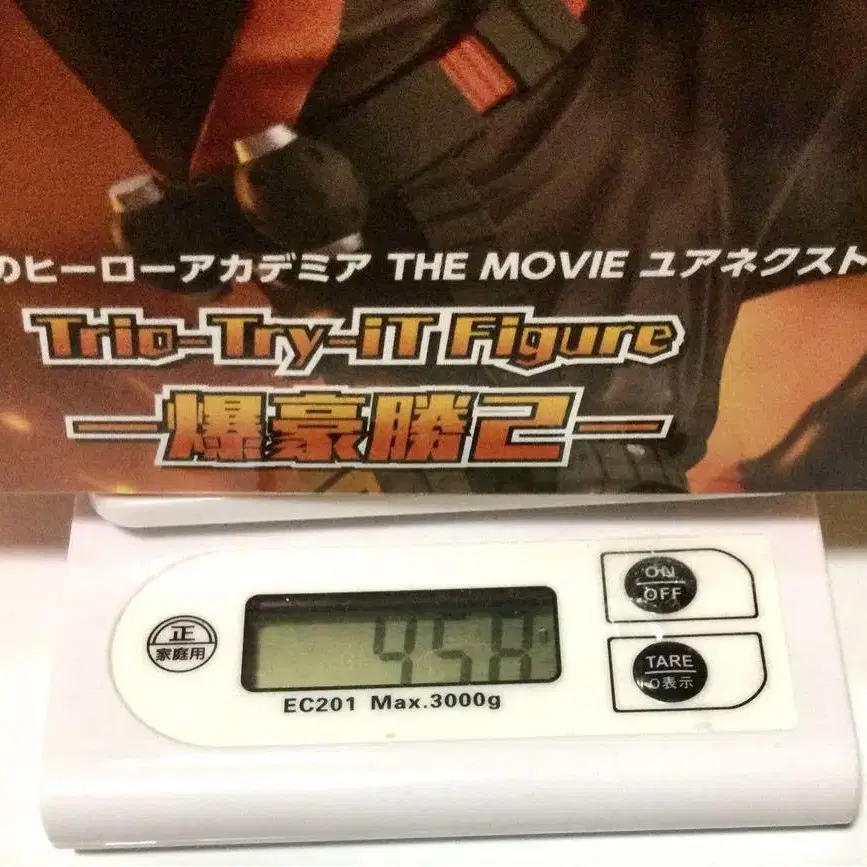 のヒーローアカデミア THE MOVIE ユアネクスト
Trio-Try-iT Figure
—爆豪勝己—
正
家庭用
458
EC201 Max.3000g
ON
OFF
TARE
0表示